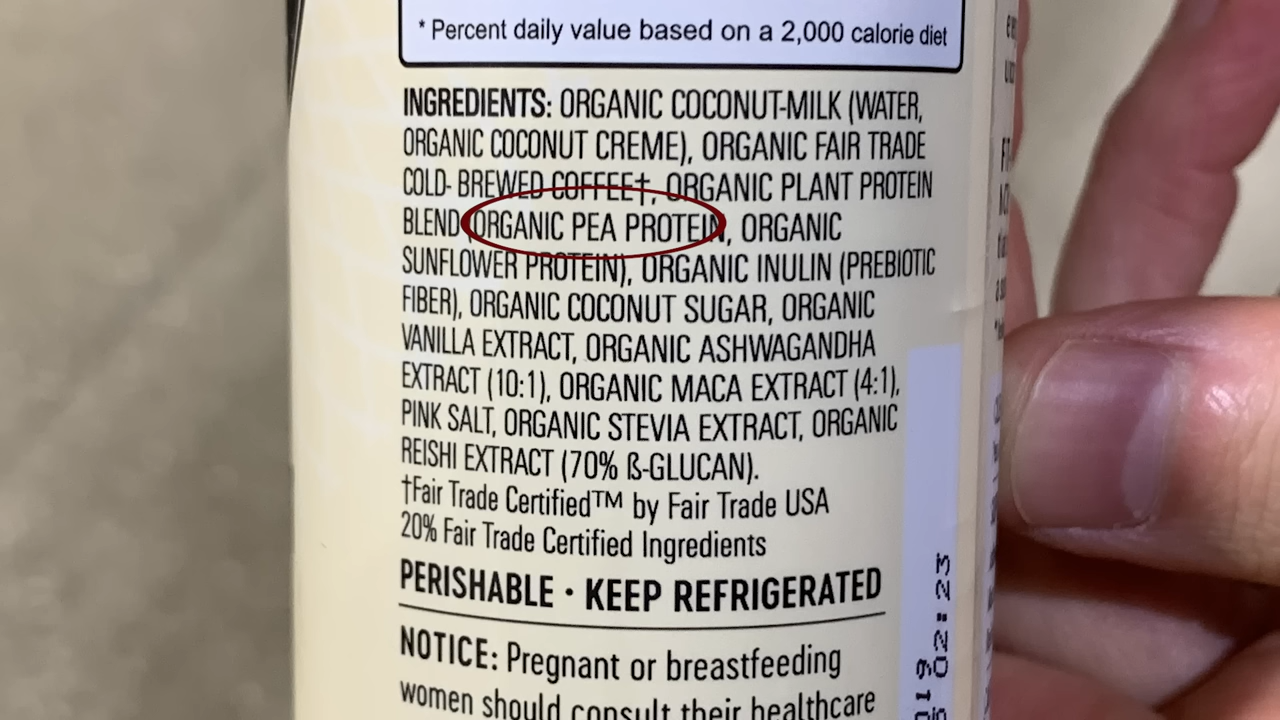 * Percent daily value based on a 2,000 calorie diet
INGREDIENTS: ORGANIC COCONUT-MILK (WATER,
ORGANIC COCONUT CREME), ORGANIC FAIR TRADE
COLD- BREWED COFFEE†, ORGANIC PLANT PROTEIN
BLEND (ORGANIC PEA PROTEIN, ORGANIC
SUNFLOWER PROTEIN), ORGANIC INULIN (PREBIOTIC
FIBER), ORGANIC COCONUT SUGAR, ORGANIC
VANILLA EXTRACT, ORGANIC ASHWAGANDHA
EXTRACT (10:1), ORGANIC MACA EXTRACT (4:1),
PINK SALT, ORGANIC STEVIA EXTRACT, ORGANIC
REISHI EXTRACT (70% ß-GLUCAN).
†Fair Trade Certified™ by Fair Trade USA
20% Fair Trade Certified Ingredients
PERISHABLE · KEEP REFRIGERATED
NOTICE: Pregnant or breastfeeding
women should consult their healthcare
02:23